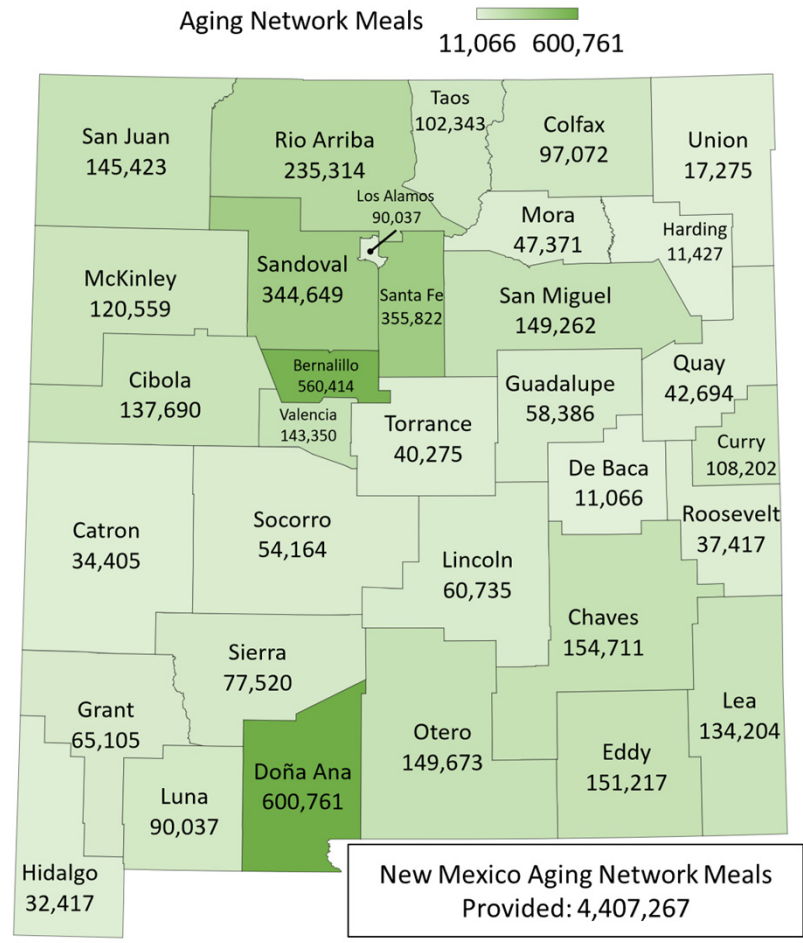 Aging Network Meals
11,066 600,761
San Juan
145,423
Rio Arriba
235,314
Taos
102,343
Colfax
97,072
Union
17,275
Los Alamos
90,037
Mora
47,371
Harding
11,427
McKinley
120,559
Sandoval
344,649
Santa Fe
355,822
San Miguel
149,262
Cibola
137,690
Bernalillo
560,414
Valencia
143,350
Torrance
40,275
Guadalupe
58,386
Quay
42,694
Curry
108,202
De Baca
11,066
Roosevelt
37,417
Catron
34,405
Socorro
54,164
Lincoln
60,735
Chaves
154,711
Sierra
77,520
Grant
65,105
Otero
149,673
Lea
134,204
Eddy
151,217
Doña Ana
600,761
Luna
90,037
Hidalgo
32,417
New Mexico Aging Network Meals
Provided: 4,407,267